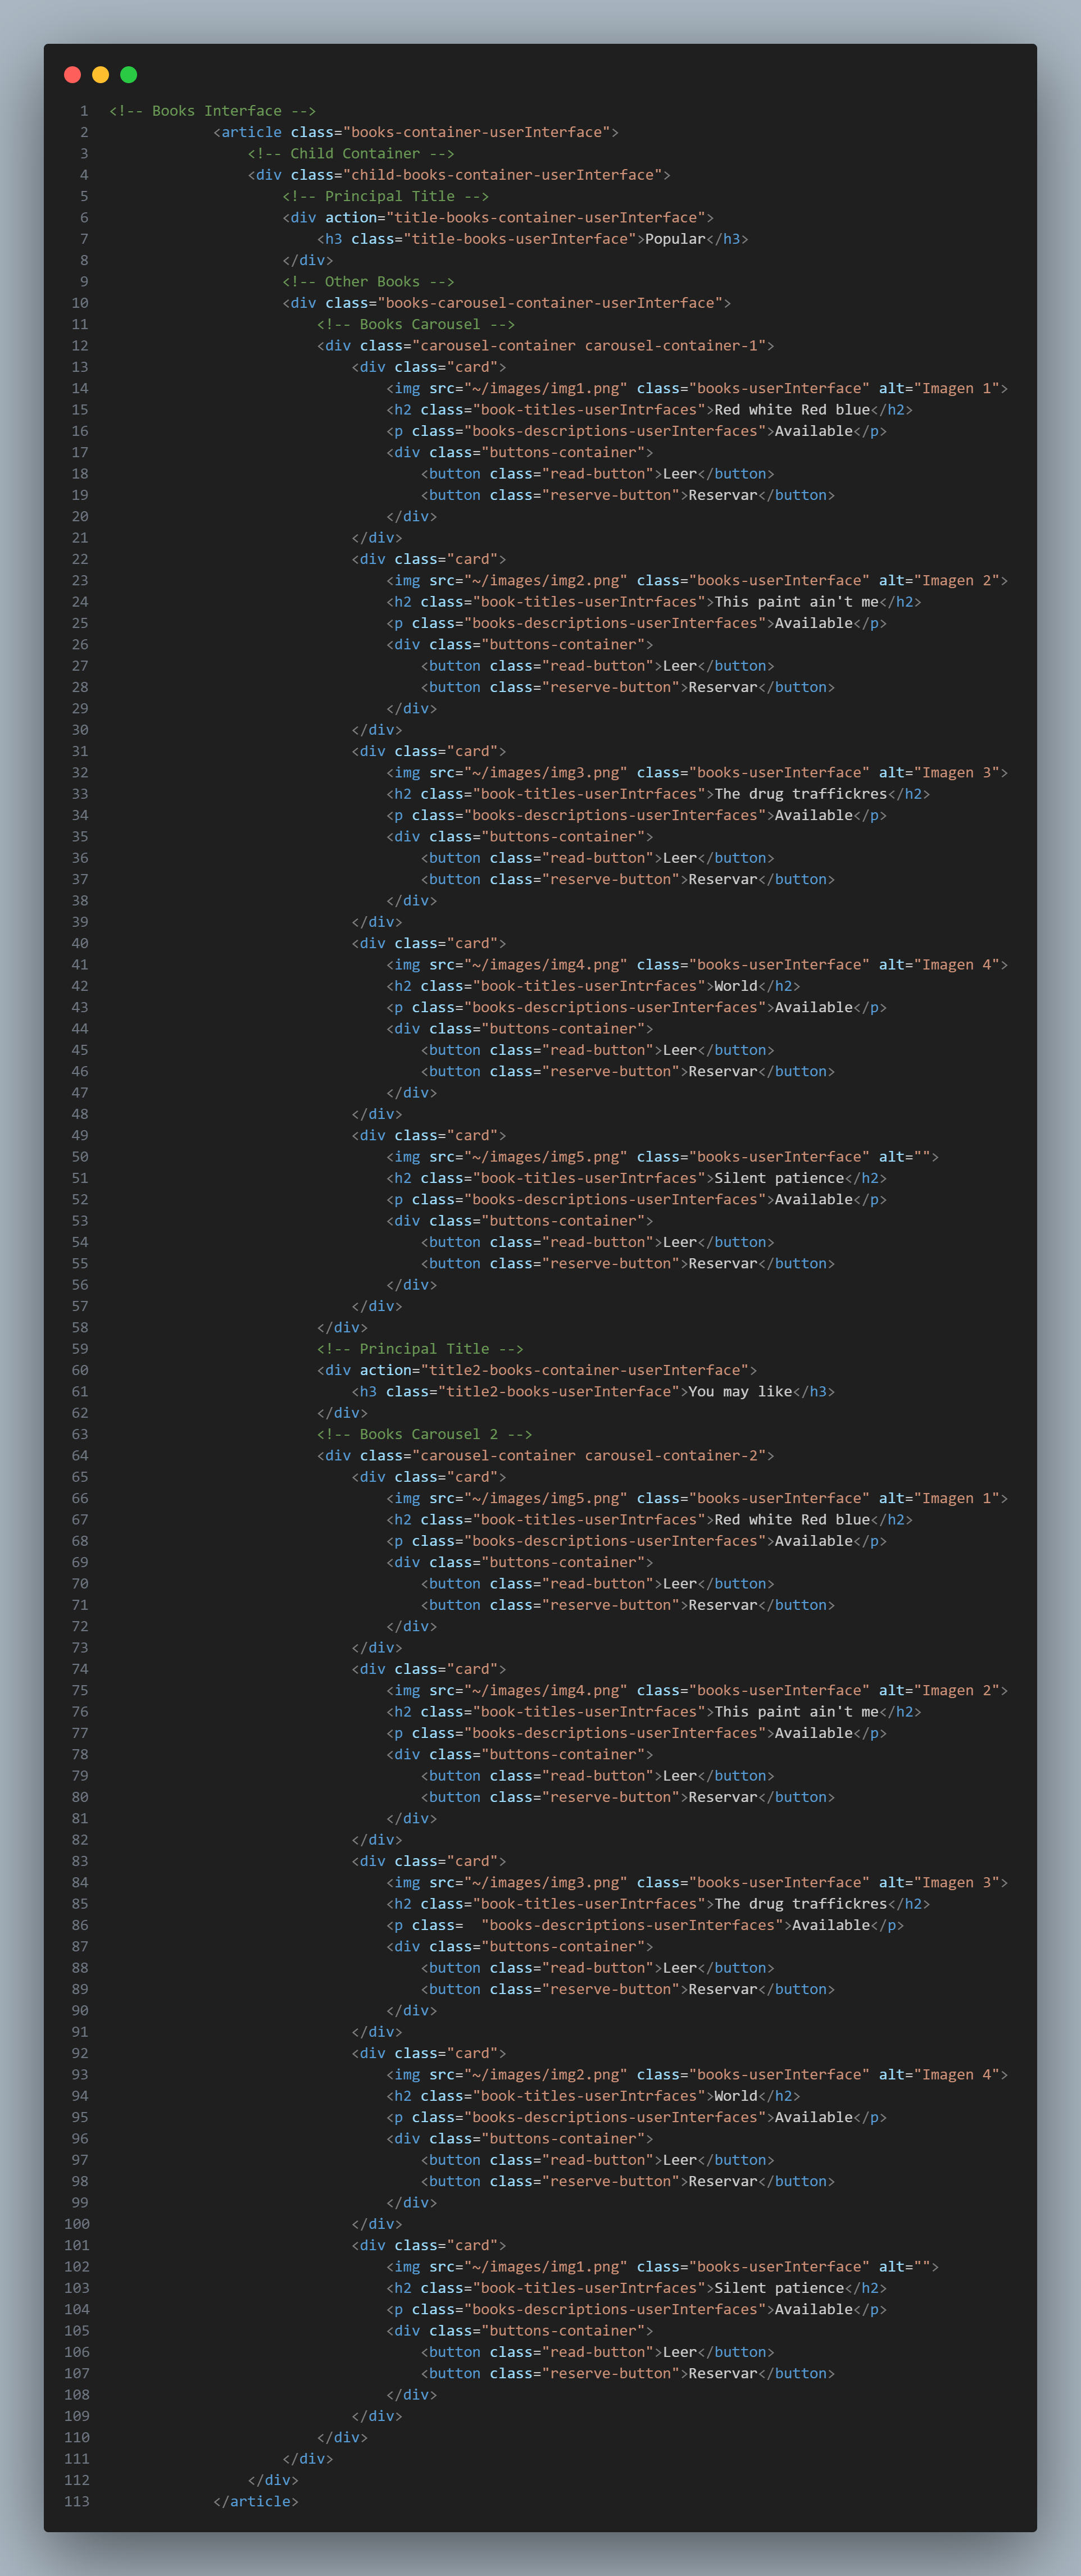 1 <!-- Books Interface -->
2 <article class="books-container-userInterface">
3 <!-- Child Container -->
4 <div class="child-books-container-userInterface">
5 <!-- Principal Title -->
6 <div action="title-books-container-userInterface">
7 <h3 class="title-books-userInterface">Popular</h3>
8 </div>
9 <!-- Other Books -->
10 <div class="books-carousel-container-userInterface">
11 <!-- Books Carousel -->
12 <div class="carousel-container carousel-container-1">
13 <div class="card">
14 <img src="~/images/img1.png" class="books-userInterface" alt="Imagen 1">
15 <h2 class="book-titles-userIntrfaces">Red white Red blue</h2>
16 <p class="books-descriptions-userInterfaces">Available</p>
17 <div class="buttons-container">
18 <button class="read-button">Leer</button>
19 <button class="reserve-button">Reservar</button>
20 </div>
21 </div>
22 <div class="card">
23 <img src="~/images/img2.png" class="books-userInterface" alt="Imagen 2">
24 <h2 class="book-titles-userIntrfaces">This paint ain't me</h2>
25 <p class="books-descriptions-userInterfaces">Available</p>
26 <div class="buttons-container">
27 <button class="read-button">Leer</button>
28 <button class="reserve-button">Reservar</button>
29 </div>
30 </div>
31 <div class="card">
32 <img src="~/images/img3.png" class="books-userInterface" alt="Imagen 3">
33 <h2 class="book-titles-userIntrfaces">The drug traffickres</h2>
34 <p class="books-descriptions-userInterfaces">Available</p>
35 <div class="buttons-container">
36 <button class="read-button">Leer</button>
37 <button class="reserve-button">Reservar</button>
38 </div>
39 </div>
40 <div class="card">
41 <img src="~/images/img4.png" class="books-userInterface" alt="Imagen 4">
42 <h2 class="book-titles-userIntrfaces">World</h2>
43 <p class="books-descriptions-userInterfaces">Available</p>
44 <div class="buttons-container">
45 <button class="read-button">Leer</button>
46 <button class="reserve-button">Reservar</button>
47 </div>
48 </div>
49 <div class="card">
50 <img src="~/images/img5.png" class="books-userInterface" alt="">
51 <h2 class="book-titles-userIntrfaces">Silent patience</h2>
52 <p class="books-descriptions-userInterfaces">Available</p>
53 <div class="buttons-container">
54 <button class="read-button">Leer</button>
55 <button class="reserve-button">Reservar</button>
56 </div>
57 </div>
58 </div>
59 <!-- Principal Title -->
60 <div action="title2-books-container-userInterface">
61 <h3 class="title2-books-userInterface">You may like</h3>
62 </div>
63 <!-- Books Carousel 2 -->
64 <div class="carousel-container carousel-container-2">
65 <div class="card">
66 <img src="~/images/img5.png" class="books-userInterface" alt="Imagen 1">
67 <h2 class="book-titles-userIntrfaces">Red white Red blue</h2>
68 <p class="books-descriptions-userInterfaces">Available</p>
69 <div class="buttons-container">
70 <button class="read-button">Leer</button>
71 <button class="reserve-button">Reservar</button>
72 </div>
73 </div>
74 <div class="card">
75 <img src="~/images/img4.png" class="books-userInterface" alt="Imagen 2">
76 <h2 class="book-titles-userIntrfaces">This paint ain't me</h2>
77 <p class="books-descriptions-userInterfaces">Available</p>
78 <div class="buttons-container">
79 <button class="read-button">Leer</button>
80 <button class="reserve-button">Reservar</button>
81 </div>
82 </div>
83 <div class="card">
84 <img src="~/images/img3.png" class="books-userInterface" alt="Imagen 3">
85 <h2 class="book-titles-userIntrfaces">The drug traffickres</h2>
86 <p class=  "books-descriptions-userInterfaces">Available</p>
87 <div class="buttons-container">
88 <button class="read-button">Leer</button>
89 <button class="reserve-button">Reservar</button>
90 </div>
91 </div>
92 <div class="card">
93 <img src="~/images/img2.png" class="books-userInterface" alt="Imagen 4">
94 <h2 class="book-titles-userIntrfaces">World</h2>
95 <p class="books-descriptions-userInterfaces">Available</p>
96 <div class="buttons-container">
97 <button class="read-button">Leer</button>
98 <button class="reserve-button">Reservar</button>
99 </div>
100 </div>
101 <div class="card">
102 <img src="~/images/img1.png" class="books-userInterface" alt="">
103 <h2 class="book-titles-userIntrfaces">Silent patience</h2>
104 <p class="books-descriptions-userInterfaces">Available</p>
105 <div class="buttons-container">
106 <button class="read-button">Leer</button>
107 <button class="reserve-button">Reservar</button>
108 </div>
109 </div>
110 </div>
111 </div>
112 </div>
113 </article>